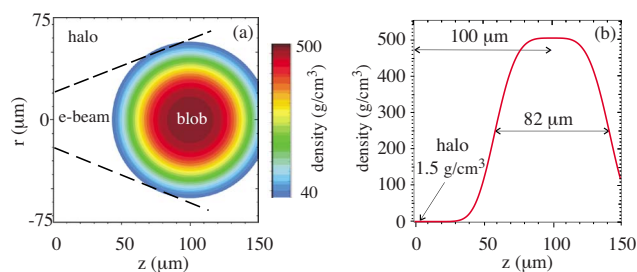 75
halo
(a)
0
e-beam
blob
-75
r (μm)
0 50 100 150
z (μm)
500
40
density (g/cm³)
(b)
500
400
300
200
100
0
100 μm
82 μm
halo
1.5 g/cm³
density (g/cm³)
0 50 100 150
z (μm)